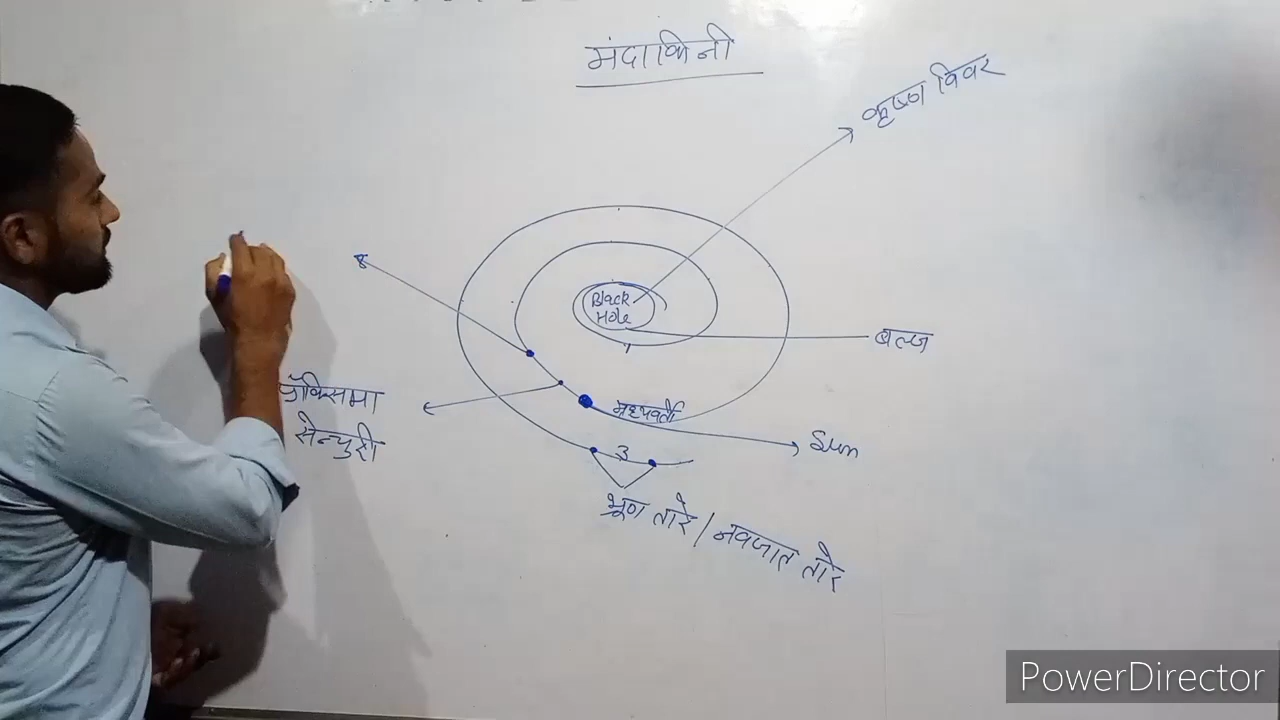 मंदाकिनी
कृष्ण विवर
Black
Hole
बल्ज
प्रॉक्सिमा
सेन्चुरी
मध्यवर्ती
Sun
3
भ्रूण तारे / नवजात तारे
PowerDirector